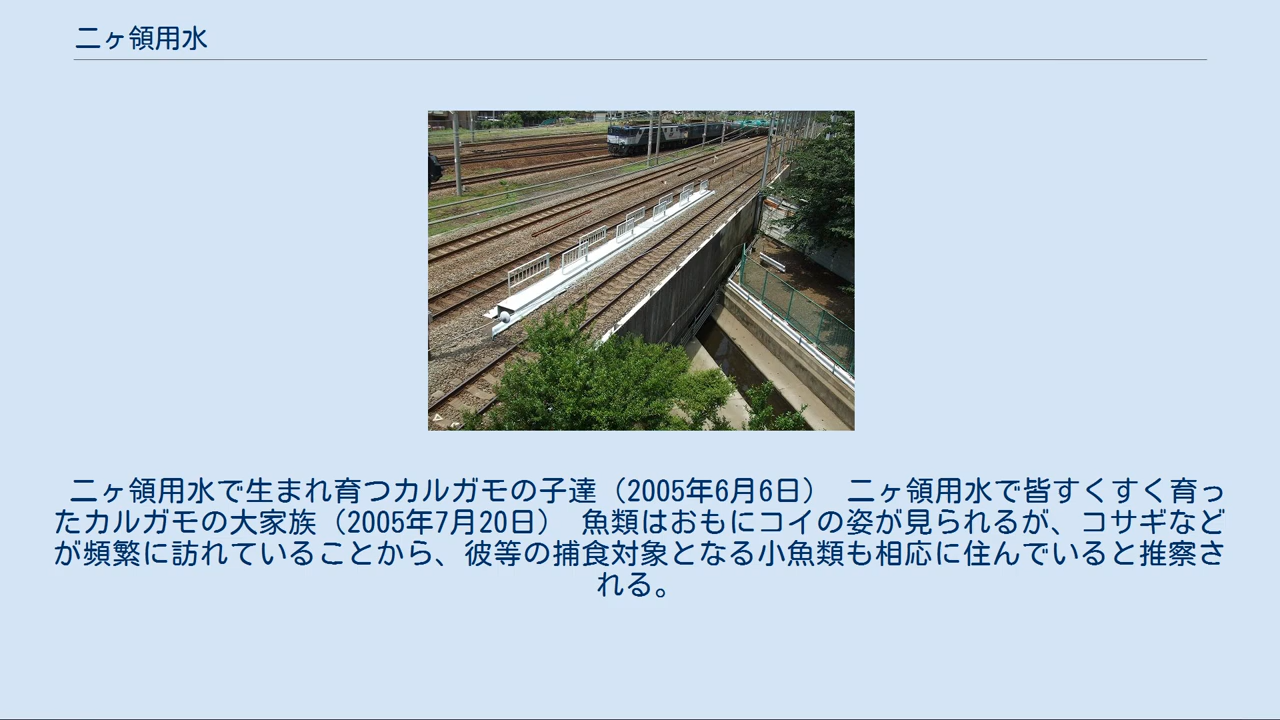 二ヶ領用水
二ヶ領用水で生まれ育つカルガモの子達（2005年6月6日） 二ヶ領用水で皆すくすく育っ
たカルガモの大家族（2005年7月20日） 魚類はおもにコイの姿が見られるが、コサギなど
が頻繁に訪れていることから、彼等の捕食対象となる小魚類も相応に住んでいると推察さ
れる。